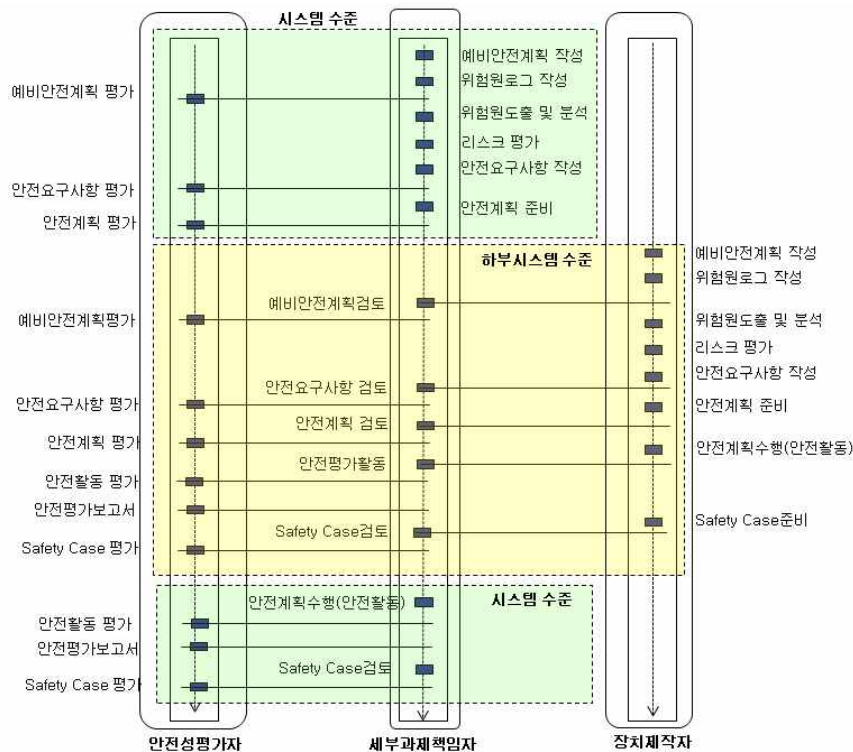 시스템 수준
예비안전계획 작성
위험원로그 작성
예비안전계획 평가
위험원도출 및 분석
리스크 평가
안전요구사항 작성
안전요구사항 평가
안전계획 준비
안전계획 평가
하부시스템 수준
예비안전계획 작성
위험원로그 작성
예비안전계획검토
예비안전계획평가
위험원도출 및 분석
리스크 평가
안전요구사항 작성
안전요구사항 검토
안전요구사항 평가
안전계획 준비
안전계획 검토
안전계획 평가
안전계획수행(안전활동)
안전평가활동
안전활동 평가
안전평가보고서
Safety Case준비
Safety Case검토
Safety Case 평가
시스템 수준
안전계획수행(안전활동)
안전활동 평가
안전평가보고서
Safety Case검토
Safety Case 평가
안전성평가자
세부과제책임자
장치제작자